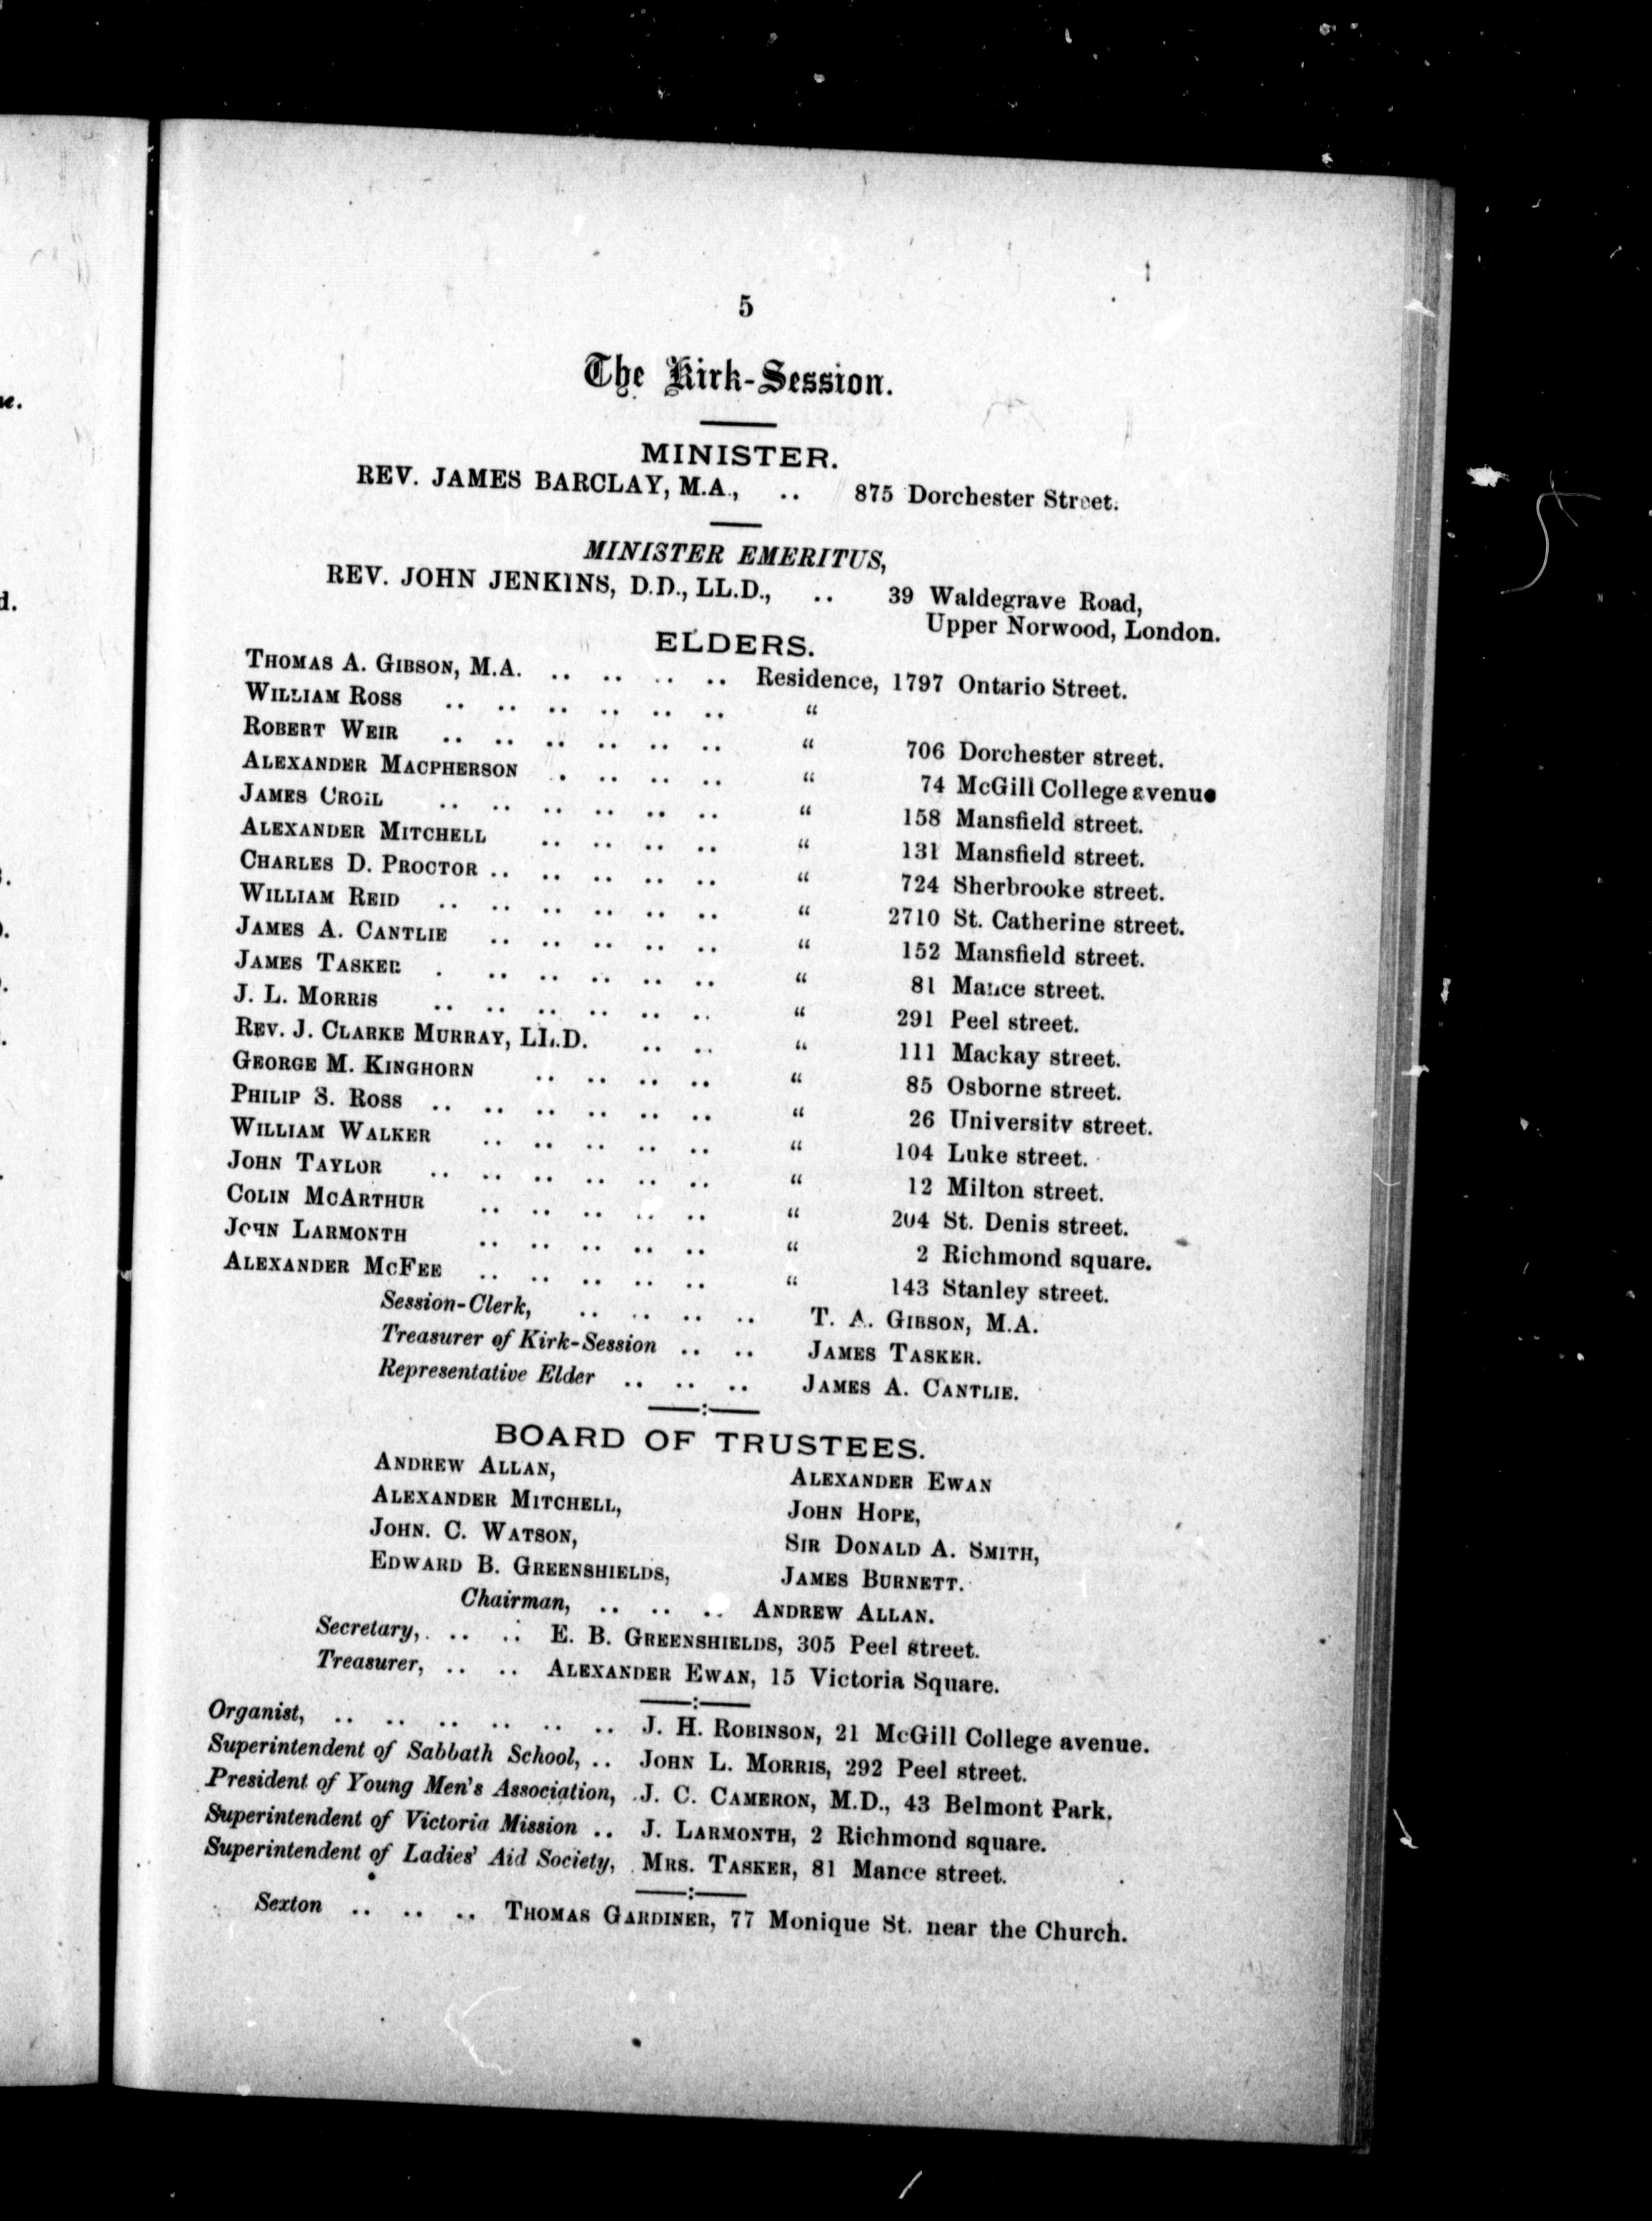 5
The Kirk-Session.
MINISTER.
REV. JAMES BARCLAY, M.A., .. 875 Dorchester Street.
MINISTER EMERITUS,
REV. JOHN JENKINS, D.D., LL.D., .. 39 Waldegrave Road,
Upper Norwood, London.
ELDERS.
THOMAS A. GIBSON, M.A. .. .. .. .. Residence, 1797 Ontario Street.
WILLIAM ROSS .. .. .. .. .. .. "
ROBERT WEIR .. .. .. .. .. .. " 706 Dorchester street.
ALEXANDER MACPHERSON . .. .. .. " 74 McGill College avenue
JAMES CROIL .. .. .. .. .. .. " 158 Mansfield street.
ALEXANDER MITCHELL .. .. .. .. " 131 Mansfield street.
CHARLES D. PROCTOR .. .. .. .. .. " 724 Sherbrooke street.
WILLIAM REID .. .. .. .. .. .. " 2710 St. Catherine street.
JAMES A. CANTLIE .. .. .. .. .. " 152 Mansfield street.
JAMES TASKER . .. .. .. .. .. " 81 Mance street.
J. L. MORRIS .. .. .. .. .. .. " 291 Peel street.
REV. J. CLARKE MURRAY, LL.D. .. .. " 111 Mackay street.
GEORGE M. KINGHORN .. .. .. .. " 85 Osborne street.
PHILIP S. ROSS .. .. .. .. .. .. " 26 University street.
WILLIAM WALKER .. .. .. .. .. " 104 Luke street.
JOHN TAYLOR .. .. .. .. .. .. " 12 Milton street.
COLIN MCARTHUR .. .. .. .. .. " 204 St. Denis street.
JOHN LARMONTH .. .. .. .. .. " 2 Richmond square.
ALEXANDER MCFEE .. .. .. .. .. " 143 Stanley street.
Session-Clerk, .. .. .. .. T. A. GIBSON, M.A.
Treasurer of Kirk-Session .. .. JAMES TASKER.
Representative Elder .. .. .. JAMES A. CANTLIE.
BOARD OF TRUSTEES.
ANDREW ALLAN, ALEXANDER EWAN
ALEXANDER MITCHELL, JOHN HOPE,
JOHN. C. WATSON, SIR DONALD A. SMITH,
EDWARD B. GREENSHIELDS, JAMES BURNETT.
Chairman, .. .. .. ANDREW ALLAN.
Secretary, .. .. E. B. GREENSHIELDS, 305 Peel street.
Treasurer, .. .. ALEXANDER EWAN, 15 Victoria Square.
Organist, .. .. .. .. .. .. J. H. ROBINSON, 21 McGill College avenue.
Superintendent of Sabbath School, .. JOHN L. MORRIS, 292 Peel street.
President of Young Men's Association, J. C. CAMERON, M.D., 43 Belmont Park.
Superintendent of Victoria Mission .. J. LARMONTH, 2 Richmond square.
Superintendent of Ladies' Aid Society, MRS. TASKER, 81 Mance street.
Sexton .. .. .. THOMAS GARDINER, 77 Monique St. near the Church.